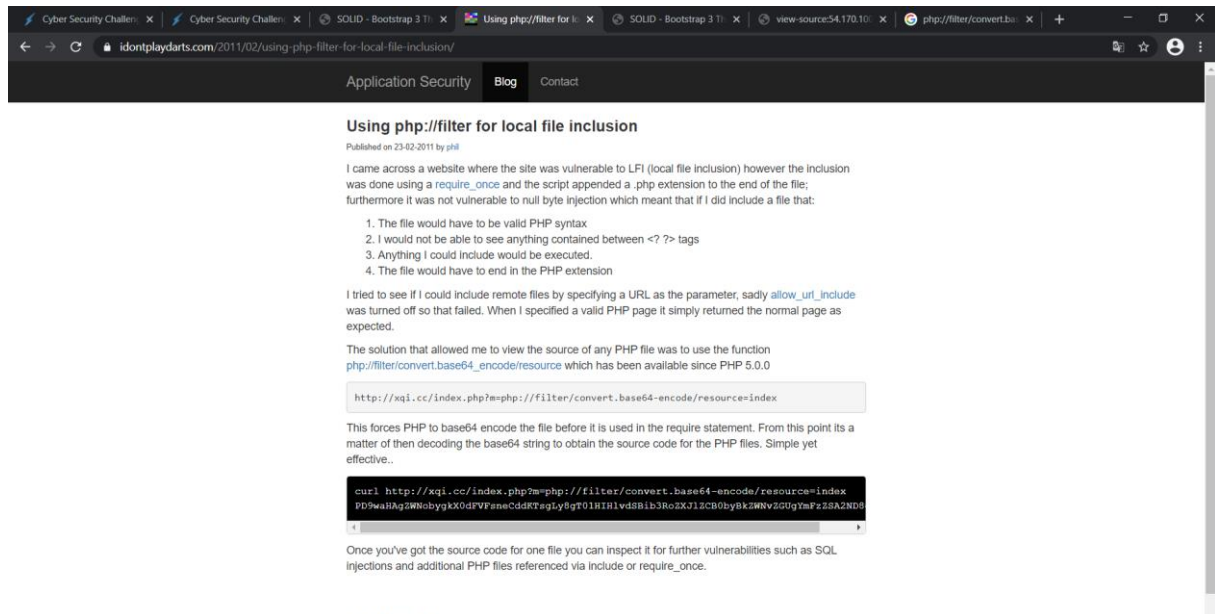 Cyber Security Challen
Cyber Security Challen
SOLID - Bootstrap 3 Th
Using php://filter for lo
SOLID - Bootstrap 3 Th
view-source:54.170.10
php://filter/convert.bas
idontplaydarts.com/2011/02/using-php-filter-for-local-file-inclusion/
Application Security Blog Contact
Using php://filter for local file inclusion
Published on 23-02-2011 by phil
I came across a website where the site was vulnerable to LFI (local file inclusion) however the inclusion
was done using a require_once and the script appended a .php extension to the end of the file;
furthermore it was not vulnerable to null byte injection which meant that if I did include a file that:
1. The file would have to be valid PHP syntax
2. I would not be able to see anything contained between <? ?> tags
3. Anything I could include would be executed.
4. The file would have to end in the PHP extension
I tried to see if I could include remote files by specifying a URL as the parameter, sadly allow_url_include
was turned off so that failed. When I specified a valid PHP page it simply returned the normal page as
expected.
The solution that allowed me to view the source of any PHP file was to use the function
php://filter/convert.base64_encode/resource which has been available since PHP 5.0.0
http://xqi.cc/index.php?m=php://filter/convert.base64-encode/resource=index
This forces PHP to base64 encode the file before it is used in the require statement. From this point its a
matter of then decoding the base64 string to obtain the source code for the PHP files. Simple yet
effective..
curl http://xqi.cc/index.php?m=php://filter/convert.base64-encode/resource=index
Once you've got the source code for one file you can inspect it for further vulnerabilities such as SQL
injections and additional PHP files referenced via include or require_once.